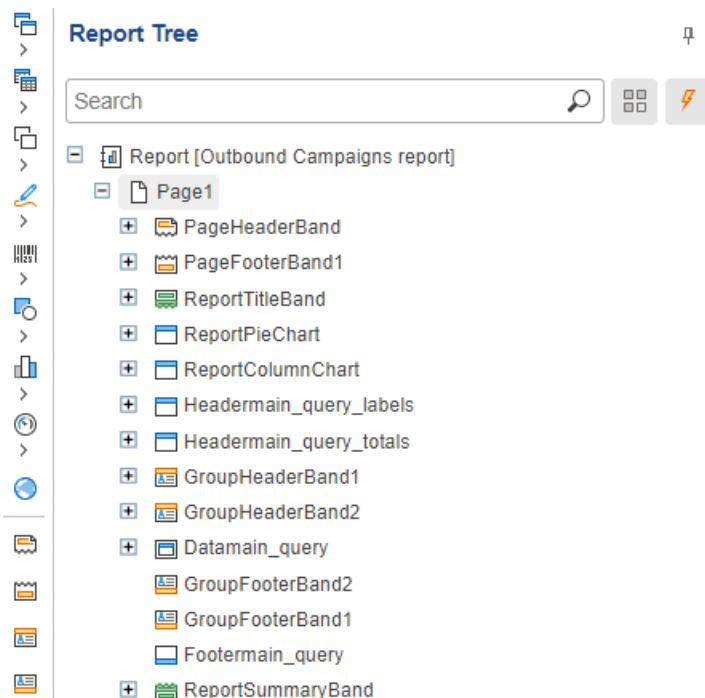 Report Tree
Search
Report [Outbound Campaigns report]
Page1
PageHeaderBand
PageFooterBand1
ReportTitleBand
ReportPieChart
ReportColumnChart
Headermain_query_labels
Headermain_query_totals
GroupHeaderBand1
GroupHeaderBand2
Datamain_query
GroupFooterBand2
GroupFooterBand1
Footermain_query
ReportSummaryBand